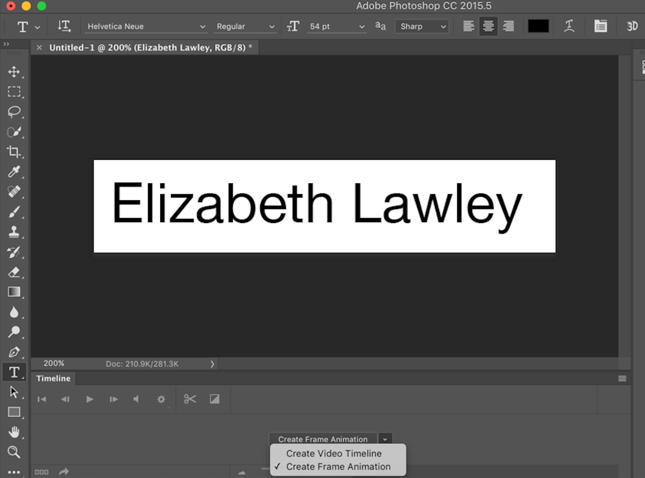 Adobe Photoshop CC 2015.5
T Helvetica Neue Regular 54 pt aa Sharp 3D
Untitled-1 @ 200% (Elizabeth Lawley, RGB/8) *
Elizabeth Lawley
200% Doc: 210.9K/281.3K
Timeline
Create Frame Animation
Create Video Timeline
Create Frame Animation